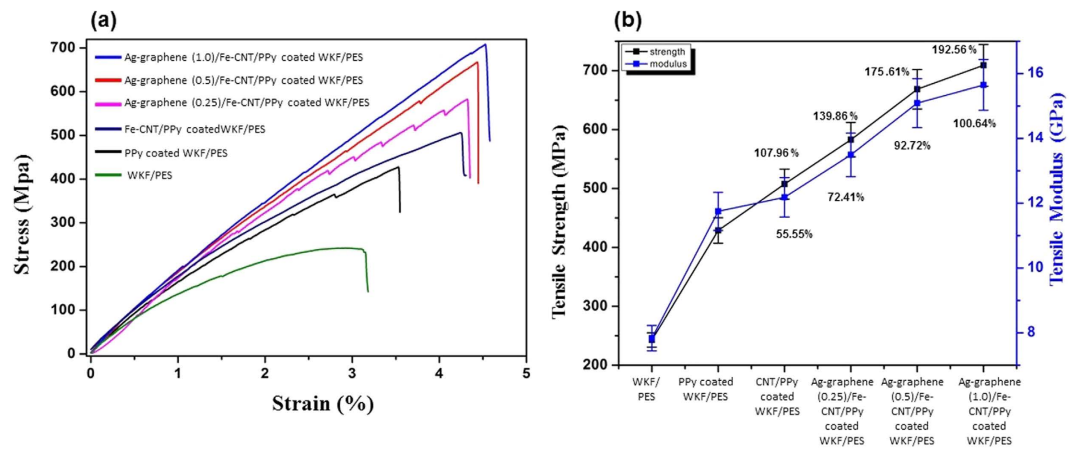 (a)
700
600
500
400
300
200
100
0
Stress (Mpa)
Ag-graphene (1.0)/Fe-CNT/PPy coated WKF/PES
Ag-graphene (0.5)/Fe-CNT/PPy coated WKF/PES
Ag-graphene (0.25)/Fe-CNT/PPy coated WKF/PES
Fe-CNT/PPy coatedWKF/PES
PPy coated WKF/PES
WKF/PES
0 1 2 3 4 5
Strain (%)
(b)
strength
modulus
700
600
500
400
300
200
Tensile Strength (MPa)
16
14
12
10
8
Tensile Modulus (GPa)
192.56%
175.61%
139.86%
107.96%
100.64%
92.72%
72.41%
55.55%
WKF/
PES
PPy coated
WKF/PES
CNT/PPy
coated
WKF/PES
Ag-graphene
(0.25)/Fe-
CNT/PPy
coated
WKF/PES
Ag-graphene
(0.5)/Fe-
CNT/PPy
coated
WKF/PES
Ag-graphene
(1.0)/Fe-
CNT/PPy
coated
WKF/PES